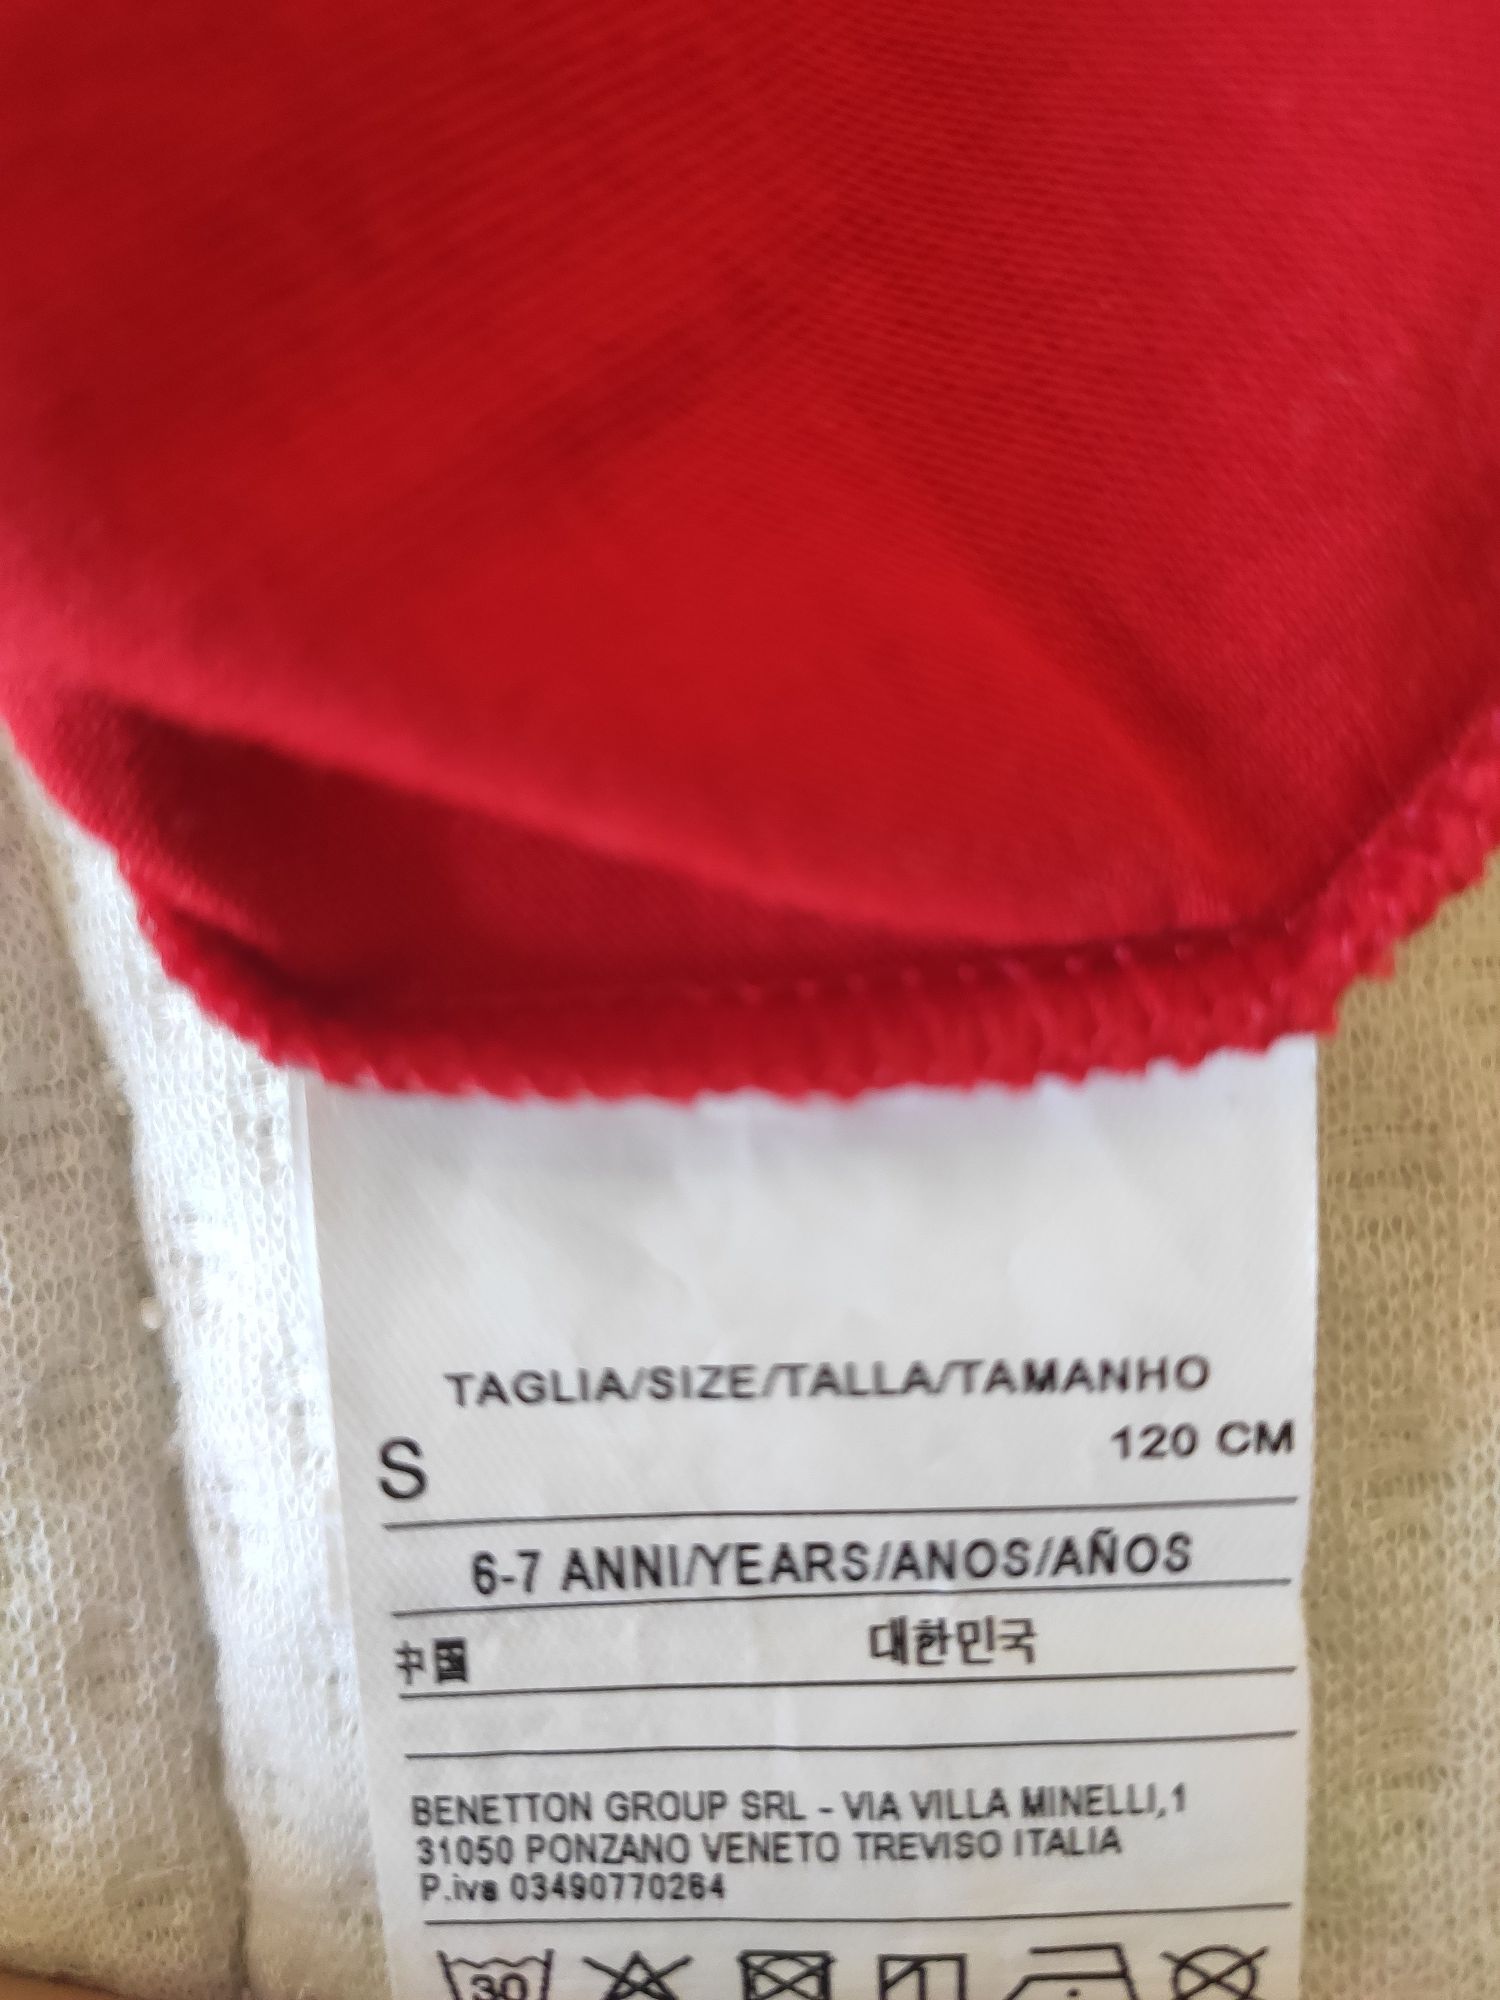 TAGLIA/SIZE/TALLA/TAMANHO
S 120 CM
6-7 ANNI/YEARS/ANOS/AÑOS
中国 대한민국
BENETTON GROUP SRL - VIA VILLA MINELLI,1
31050 PONZANO VENETO TREVISO ITALIA
P.iva 03490770264
30